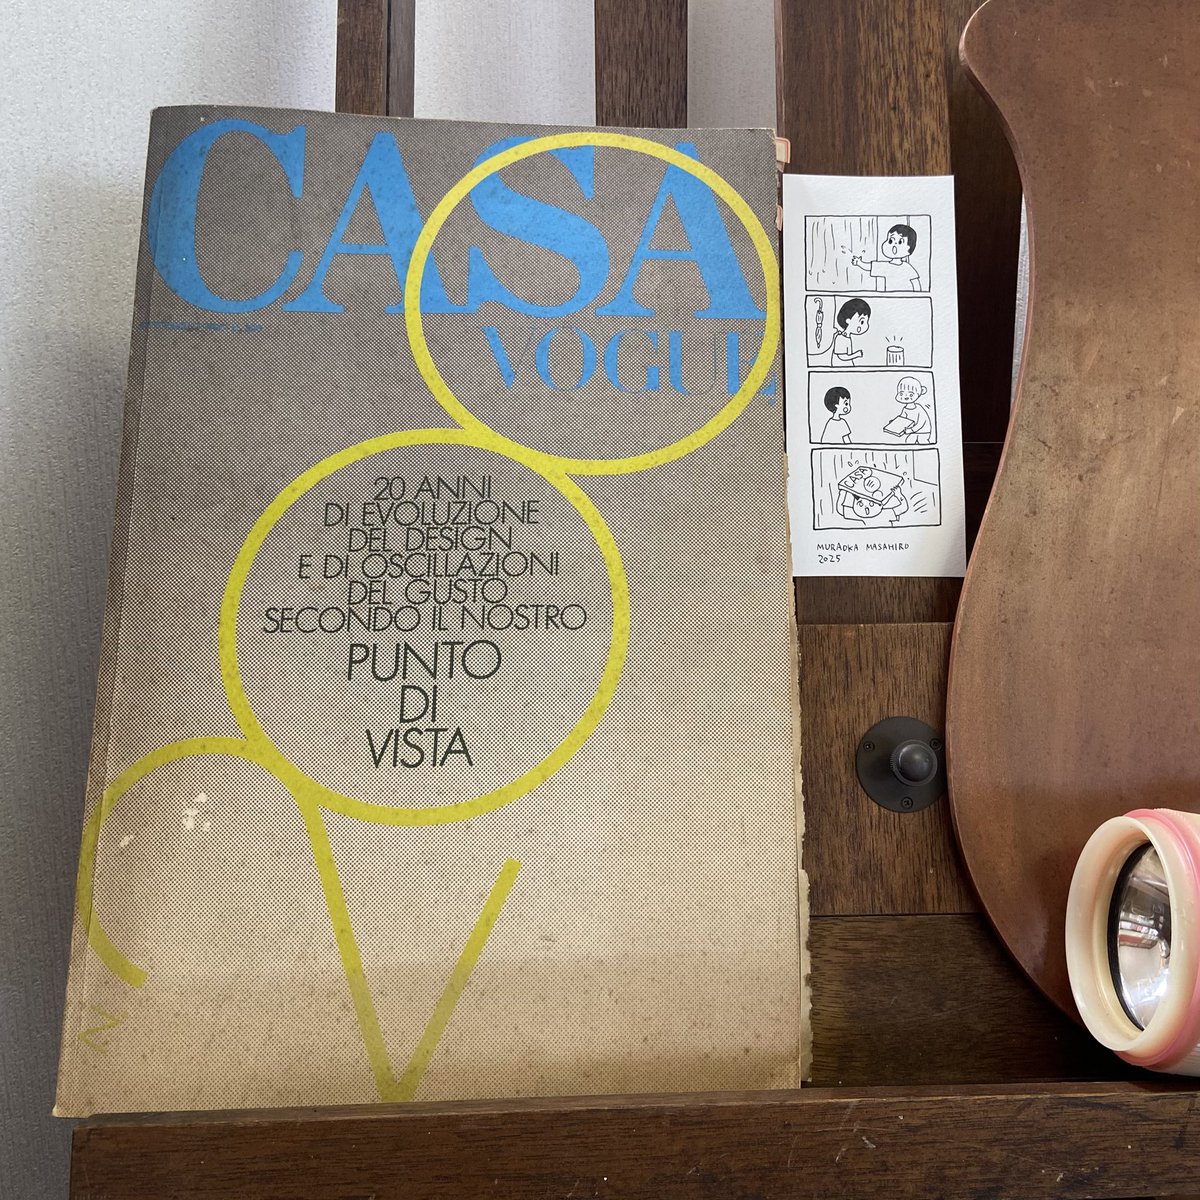 CASA
VOGUE
20 ANNI
DI EVOLUZIONE
DEL DESIGN
E DI OSCILLAZIONI
DEL GUSTO
SECONDO IL NOSTRO
PUNTO
DI
VISTA
MURAOKA MASAHIRO
2025